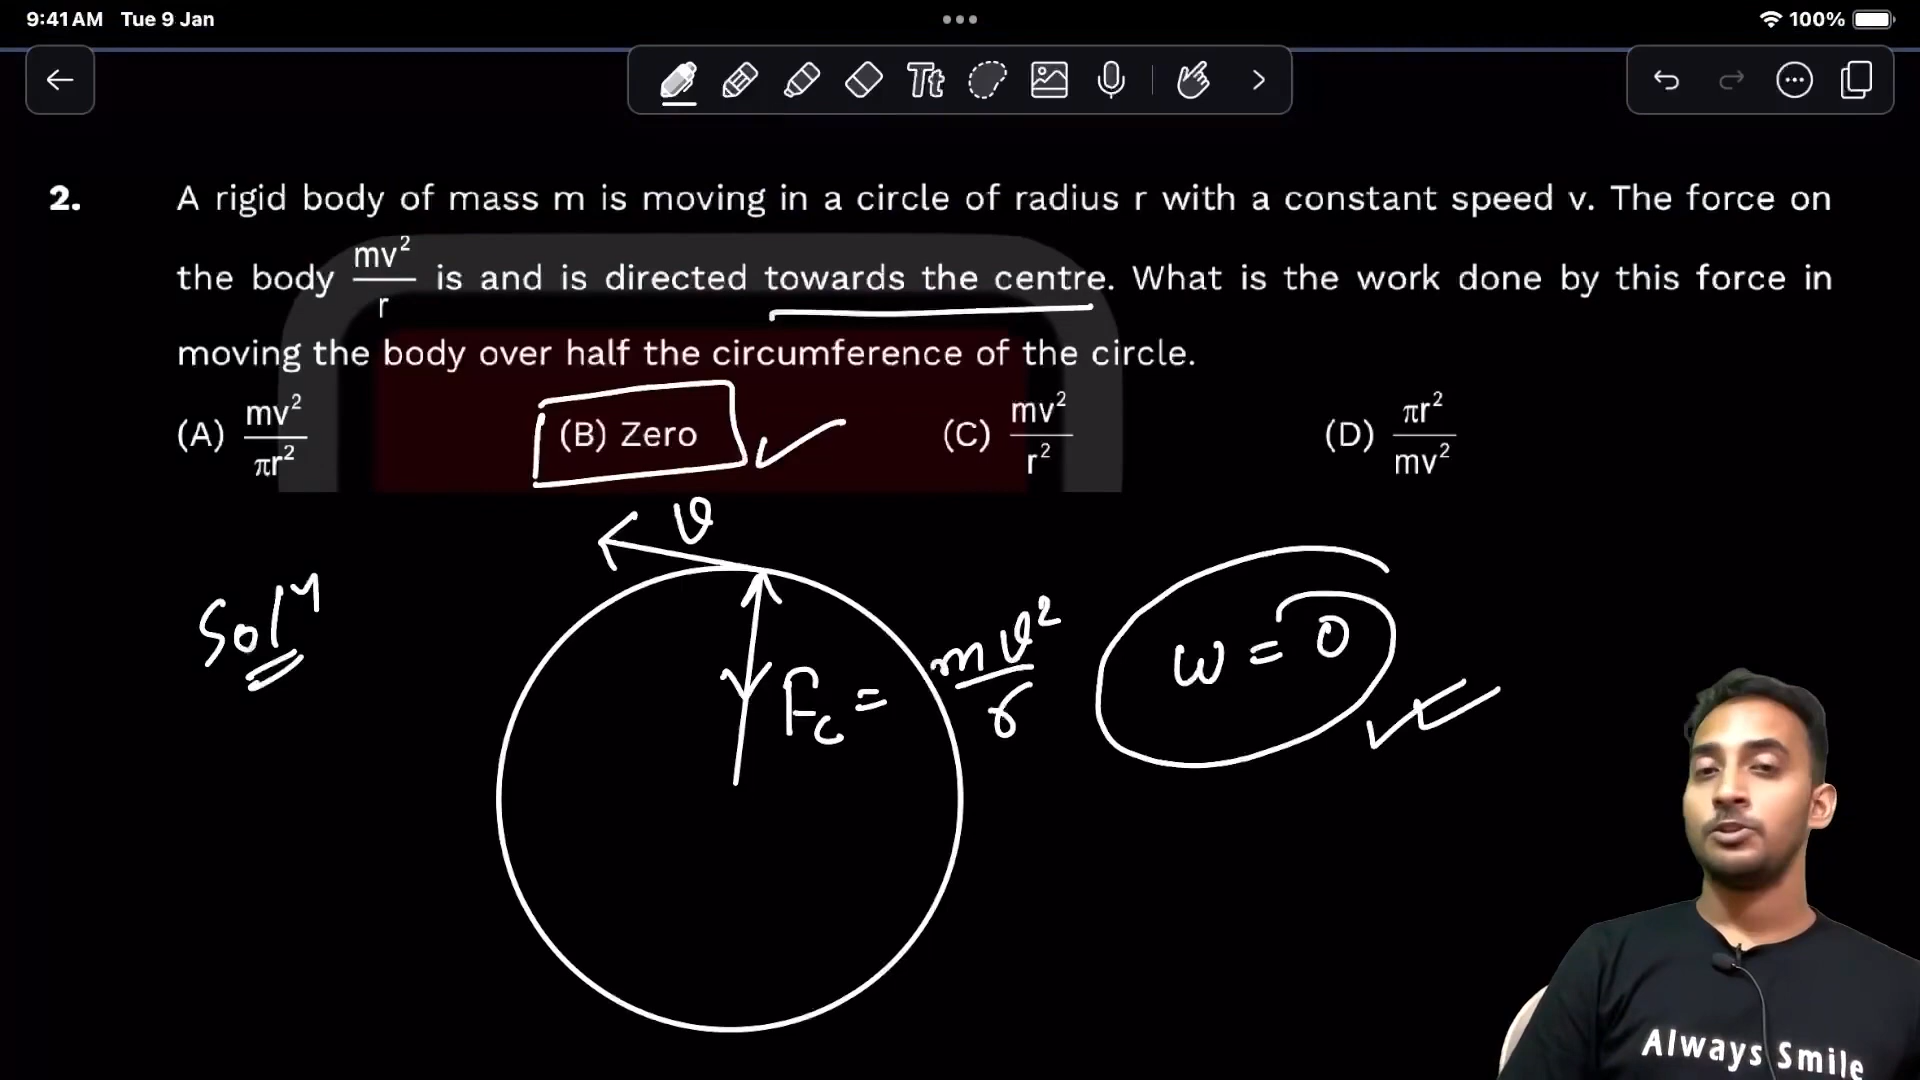 9:41 AM Tue 9 Jan
100%
Tt
2. A rigid body of mass m is moving in a circle of radius r with a constant speed v. The force on
the body mv²/r is and is directed towards the centre. What is the work done by this force in
moving the body over half the circumference of the circle.
(A) mv²/πr² (B) Zero (C) mv²/r² (D) πr²/mv²
v
Solⁿ
F_c = mv²/r
W = 0
Always Smile